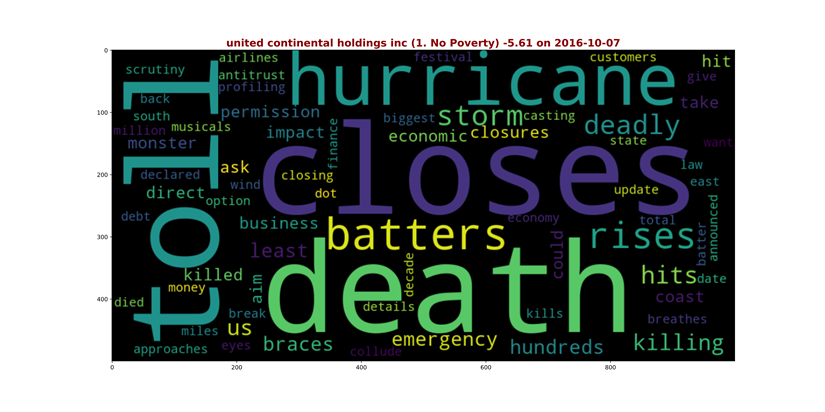 united continental holdings inc (1. No Poverty) -5.61 on 2016-10-07
0
100
200
300
400
0
200
400
600
800
scrutiny
airlines
festival
customers
hit
antitrust
profiling
hurricane
give
back
toll
south
permission
biggest
storm
casting
take
million
musicals
impact
finance
economic
closures
deadly
state
want
monster
declared
ask
closing
closes
law
wind
dot
update
east
direct
option
debt
business
batters
economy
total
rises
batter
announced
least
could
killed
money
aim
decade
death
hits
date
died
details
coast
break
kills
miles
us
breathes
approaches
eyes
braces
collude
emergency
hundreds
killing